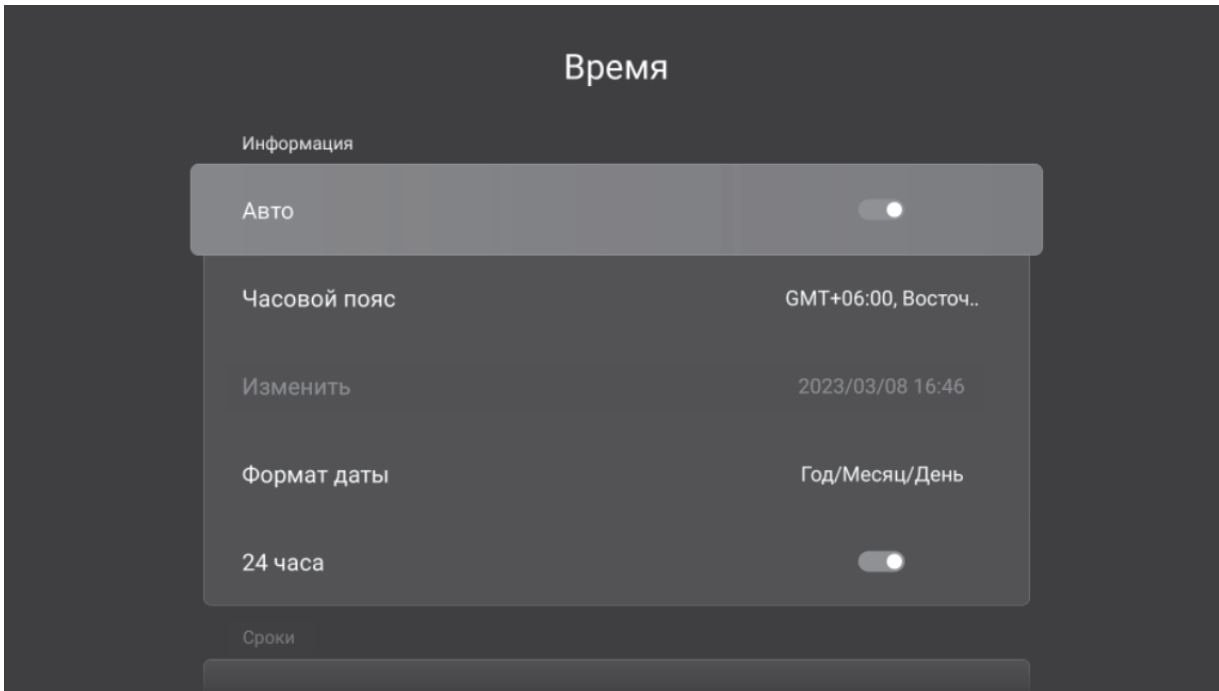 Время
Информация
Авто
Часовой пояс GMT+06:00, Восточ..
Изменить 2023/03/08 16:46
Формат даты Год/Месяц/День
24 часа
Сроки